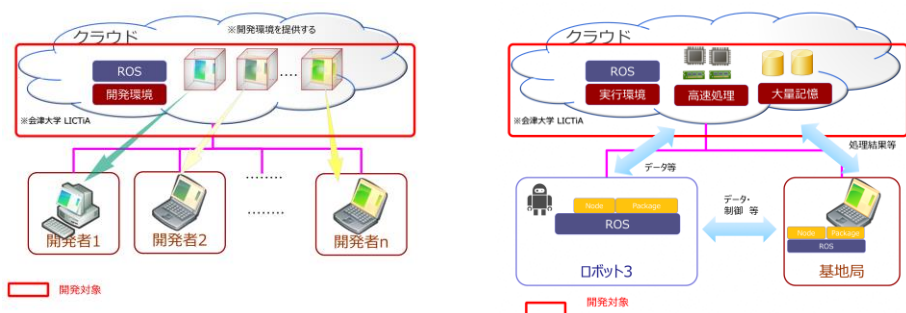 クラウド
※開発環境を提供する
ROS
開発環境
‥‥
※会津大学 LICTiA
………
………
開発者1
開発者2
開発者n
開発対象
クラウド
ROS
実行環境
高速処理
大量記憶
※会津大学 LICTiA
処理結果等
データ等
Node
Package
ROS
ロボット3
データ・
制御 等
Node
Package
ROS
基地局
開発対象